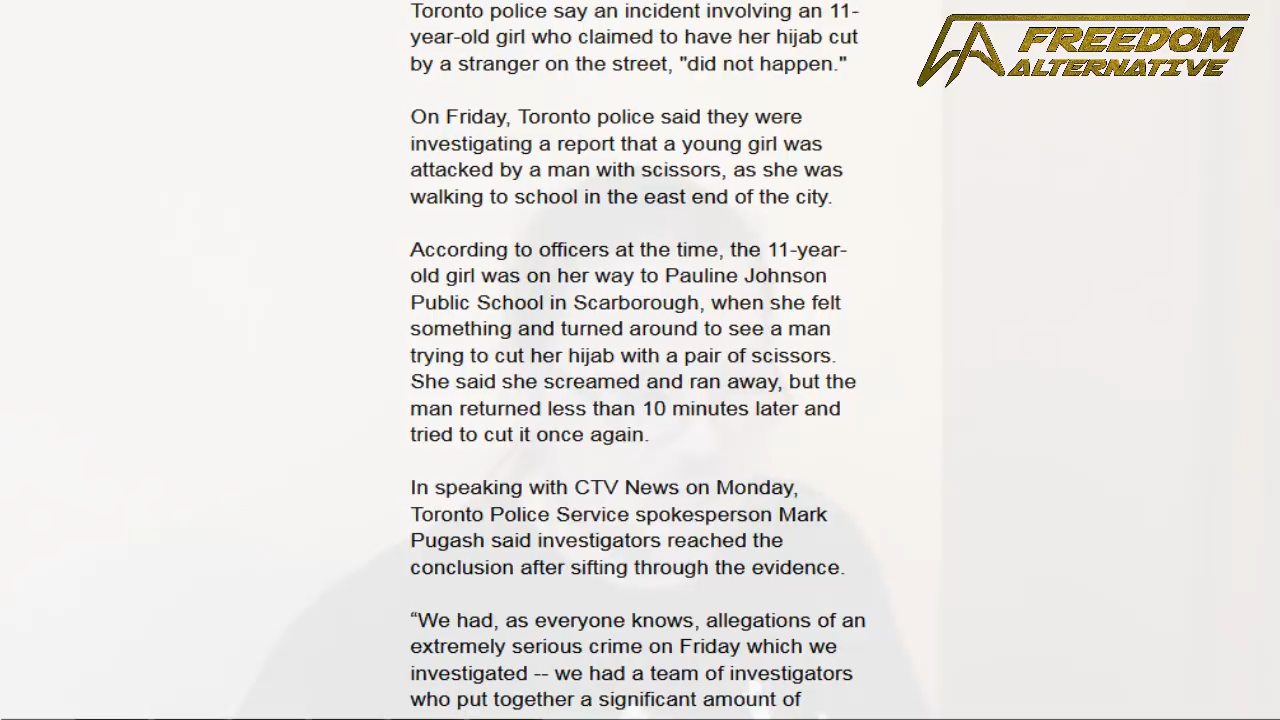 Toronto police say an incident involving an 11-
year-old girl who claimed to have her hijab cut
by a stranger on the street, "did not happen."
FREEDOM
ALTERNATIVE
On Friday, Toronto police said they were
investigating a report that a young girl was
attacked by a man with scissors, as she was
walking to school in the east end of the city.
According to officers at the time, the 11-year-
old girl was on her way to Pauline Johnson
Public School in Scarborough, when she felt
something and turned around to see a man
trying to cut her hijab with a pair of scissors.
She said she screamed and ran away, but the
man returned less than 10 minutes later and
tried to cut it once again.
In speaking with CTV News on Monday,
Toronto Police Service spokesperson Mark
Pugash said investigators reached the
conclusion after sifting through the evidence.
“We had, as everyone knows, allegations of an
extremely serious crime on Friday which we
investigated -- we had a team of investigators
who put together a significant amount of